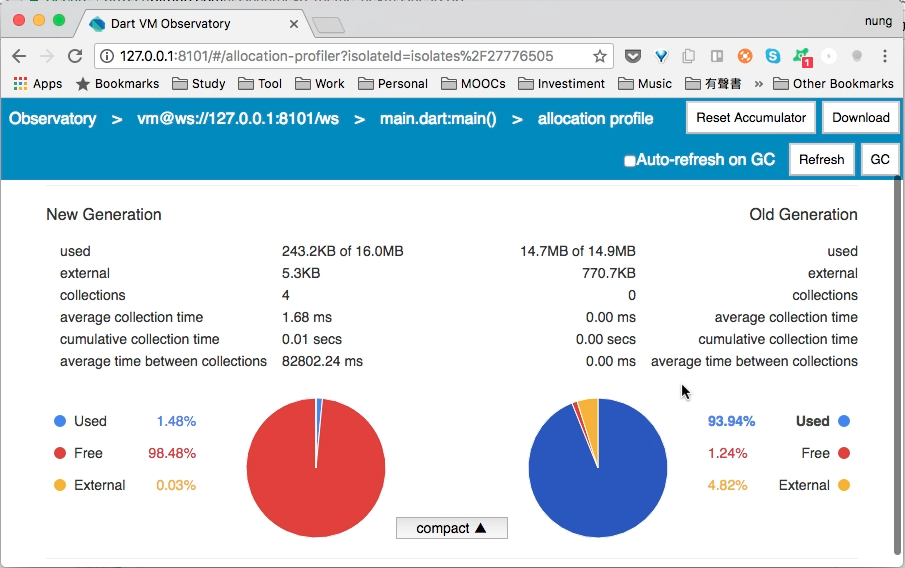 Dart VM Observatory
nung
127.0.0.1:8101/#/allocation-profiler?isolateId=isolates%2F27776505
1
Apps Bookmarks Study Tool Work Personal MOOCs Investiment Music 有聲書 » Other Bookmarks
Observatory > vm@ws://127.0.0.1:8101/ws > main.dart:main() > allocation profile Reset Accumulator Download
Auto-refresh on GC Refresh GC
New Generation Old Generation
used 243.2KB of 16.0MB 14.7MB of 14.9MB used
external 5.3KB 770.7KB external
collections 4 0 collections
average collection time 1.68 ms 0.00 ms average collection time
cumulative collection time 0.01 secs 0.00 secs cumulative collection time
average time between collections 82802.24 ms 0.00 ms average time between collections
Used 1.48% 93.94% Used
Free 98.48% 1.24% Free
External 0.03% 4.82% External
compact ▲